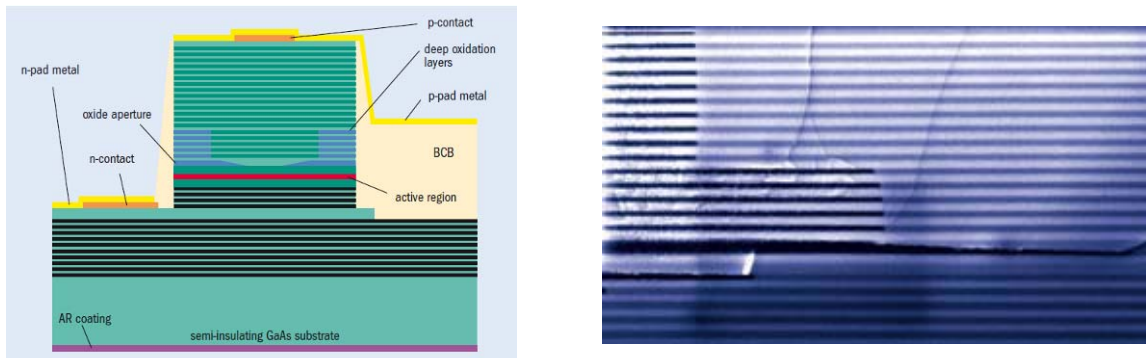 p-contact
deep oxidation
layers
n-pad metal
p-pad metal
oxide aperture
n-contact
BCB
active region
AR coating
semi-insulating GaAs substrate